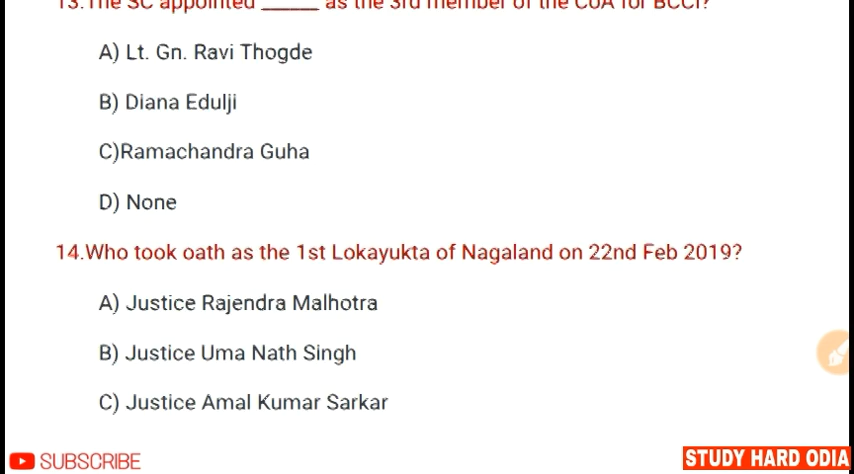 13.The SC appointed ______ as the 3rd member of the CoA for BCCI?
A) Lt. Gn. Ravi Thogde
B) Diana Edulji
C)Ramachandra Guha
D) None
14.Who took oath as the 1st Lokayukta of Nagaland on 22nd Feb 2019?
A) Justice Rajendra Malhotra
B) Justice Uma Nath Singh
C) Justice Amal Kumar Sarkar
SUBSCRIBE
STUDY HARD ODIA